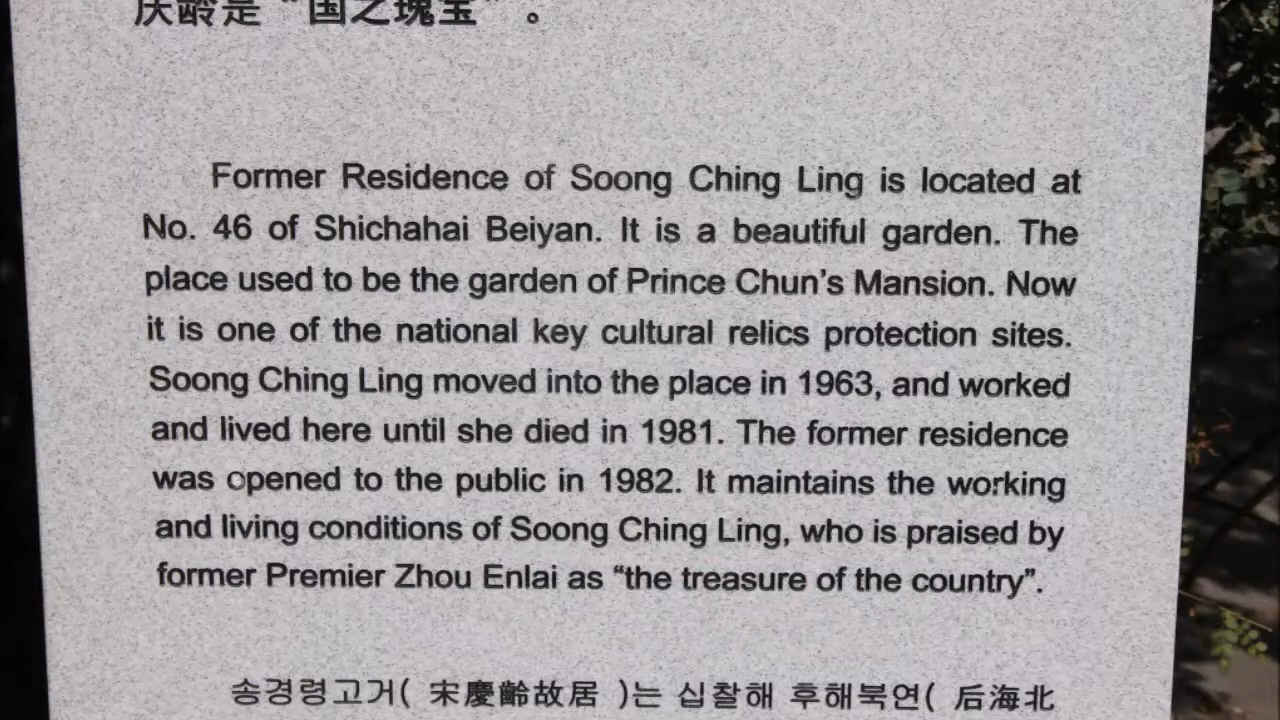 庆龄是“国之瑰宝”。
Former Residence of Soong Ching Ling is located at
No. 46 of Shichahai Beiyan. It is a beautiful garden. The
place used to be the garden of Prince Chun's Mansion. Now
it is one of the national key cultural relics protection sites.
Soong Ching Ling moved into the place in 1963, and worked
and lived here until she died in 1981. The former residence
was opened to the public in 1982. It maintains the working
and living conditions of Soong Ching Ling, who is praised by
former Premier Zhou Enlai as “the treasure of the country”.
송경령고거( 宋慶齡故居 )는 십찰해 후해북연( 后海北